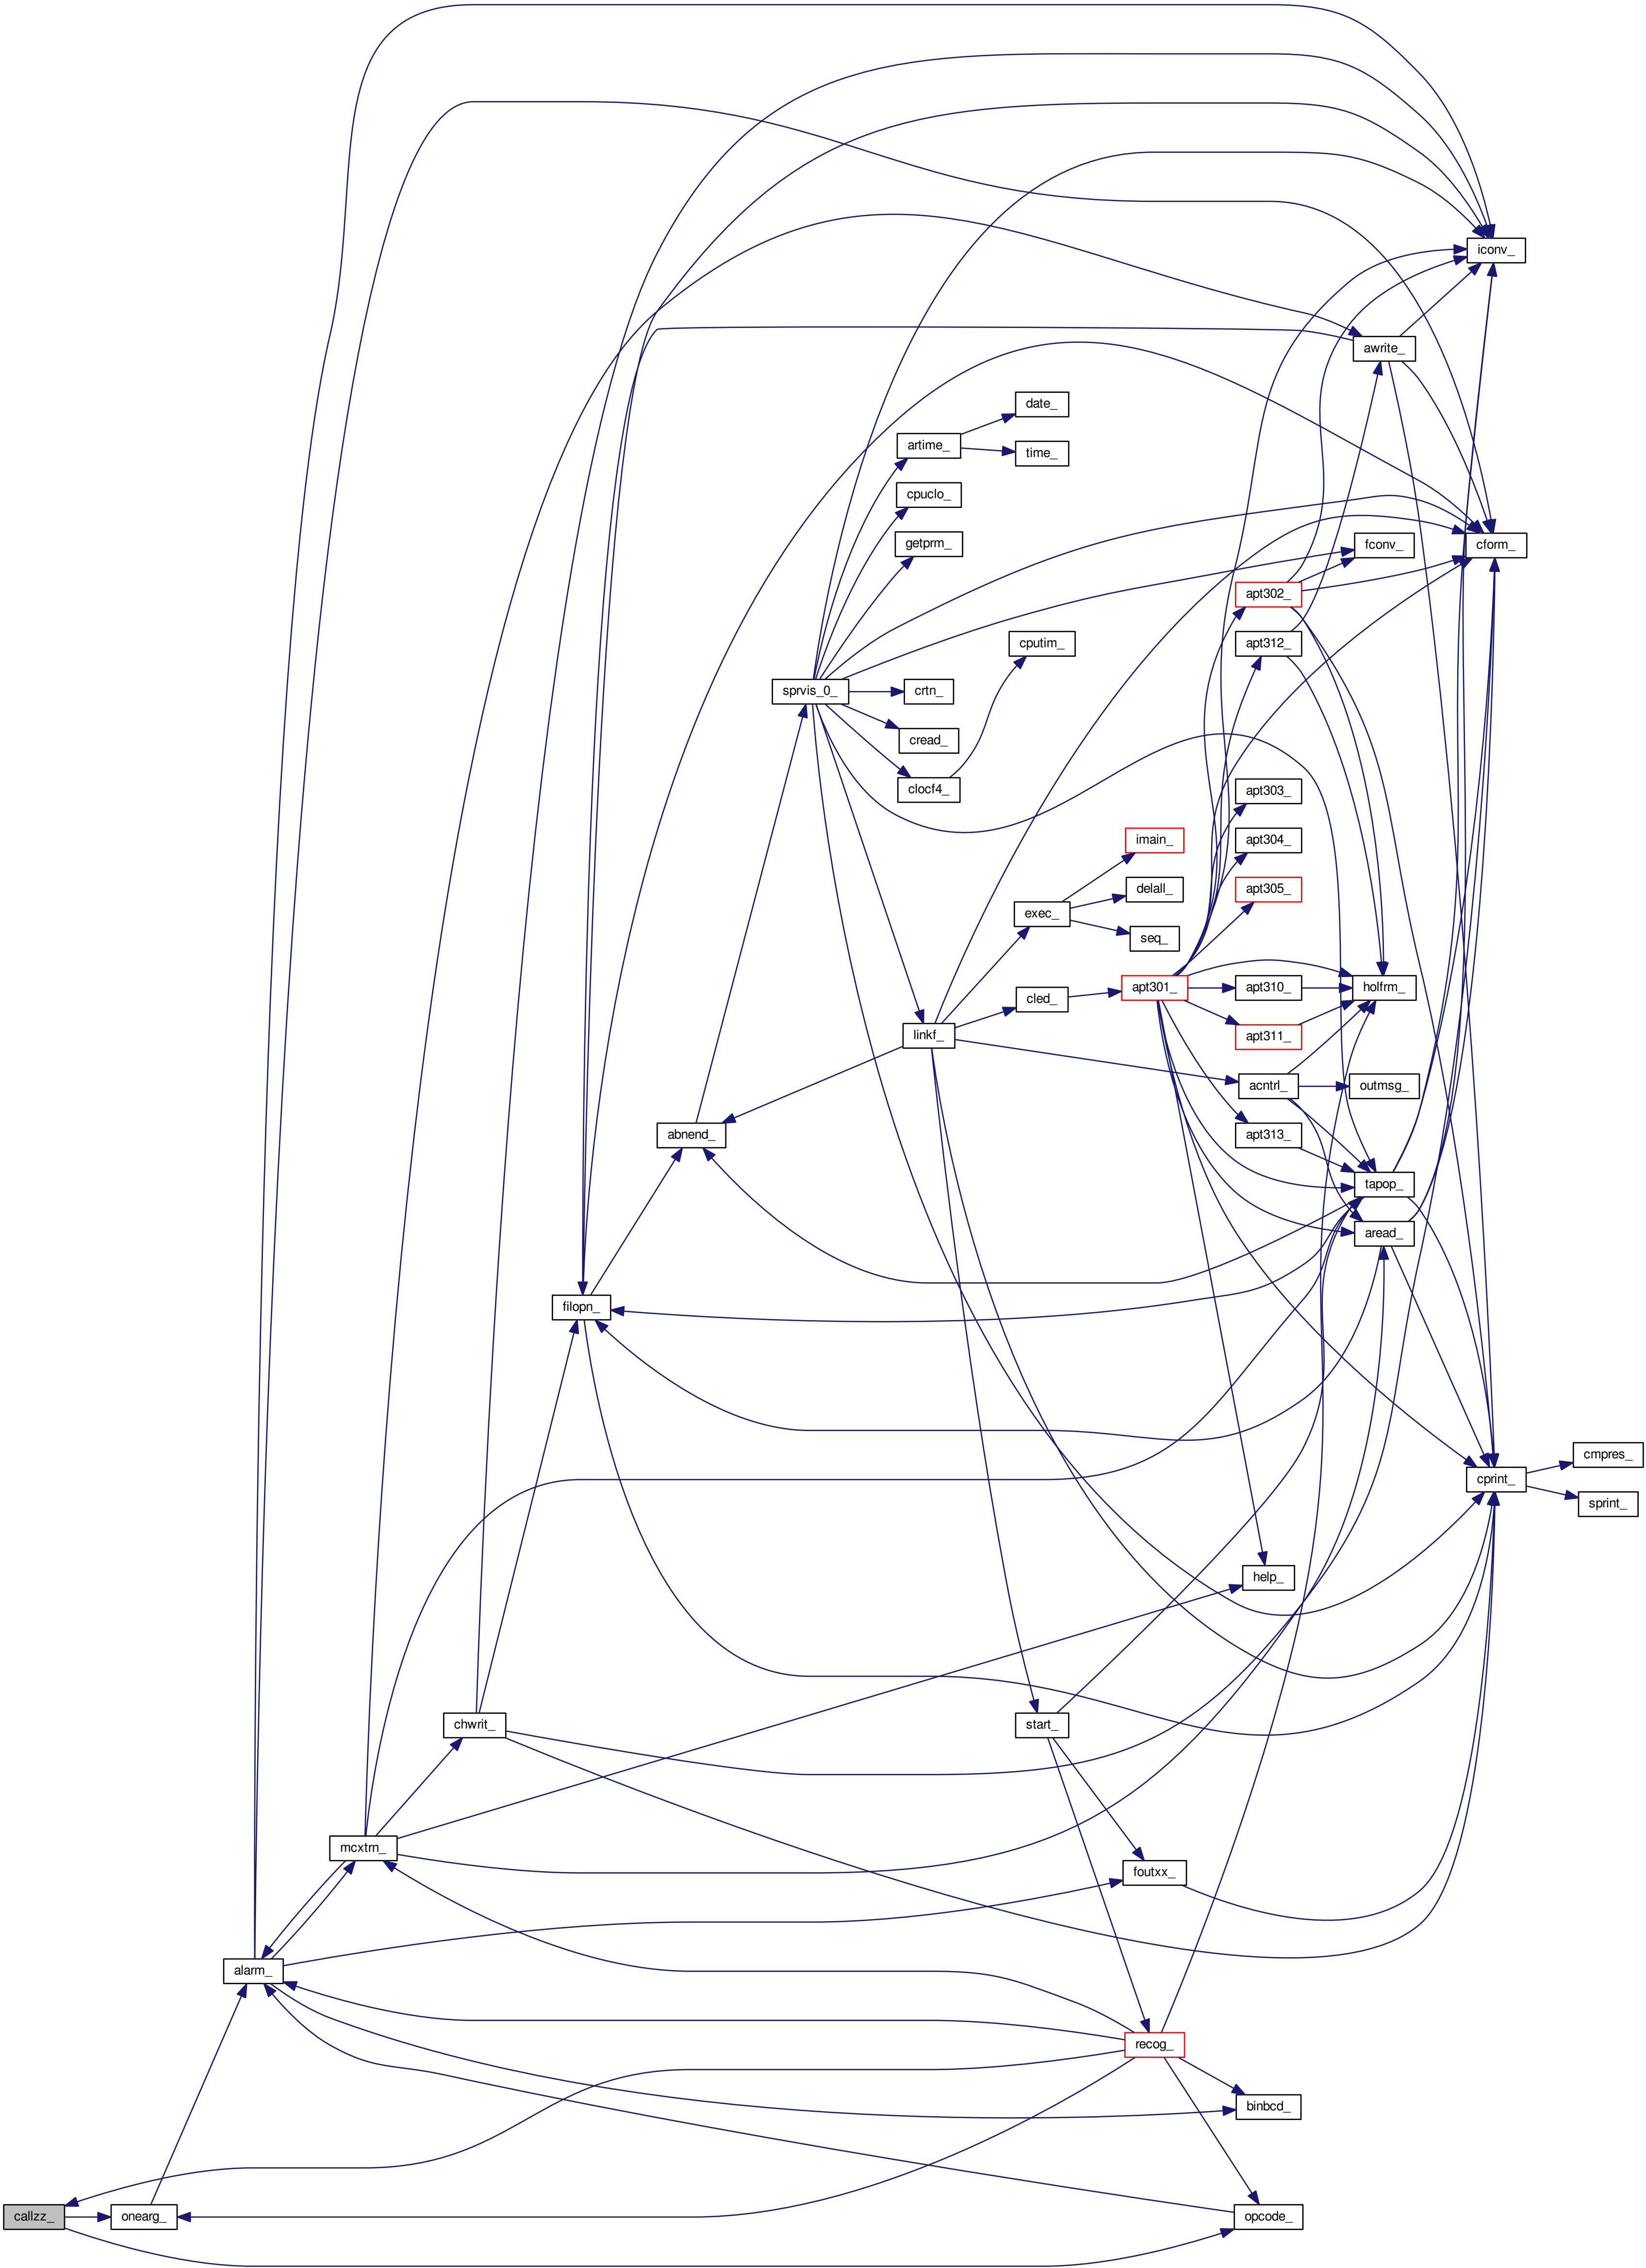 iconv_
awrite_
date_
artime_
time_
cpuclo_
getprm_
fconv_
cform_
apt302_
cputim_
apt312_
sprvis_0_
crtn_
cread_
clocf4_
apt303_
imain_
apt304_
delall_
apt305_
exec_
seq_
apt301_
apt310_
holfrm_
cled_
linkf_
apt311_
acntrl_
outmsg_
abnend_
apt313_
tapop_
aread_
filopn_
cmpres_
cprint_
sprint_
help_
chwrit_
start_
mcxtrn_
foutxx_
alarm_
recog_
binbcd_
callzz_
onearg_
opcode_